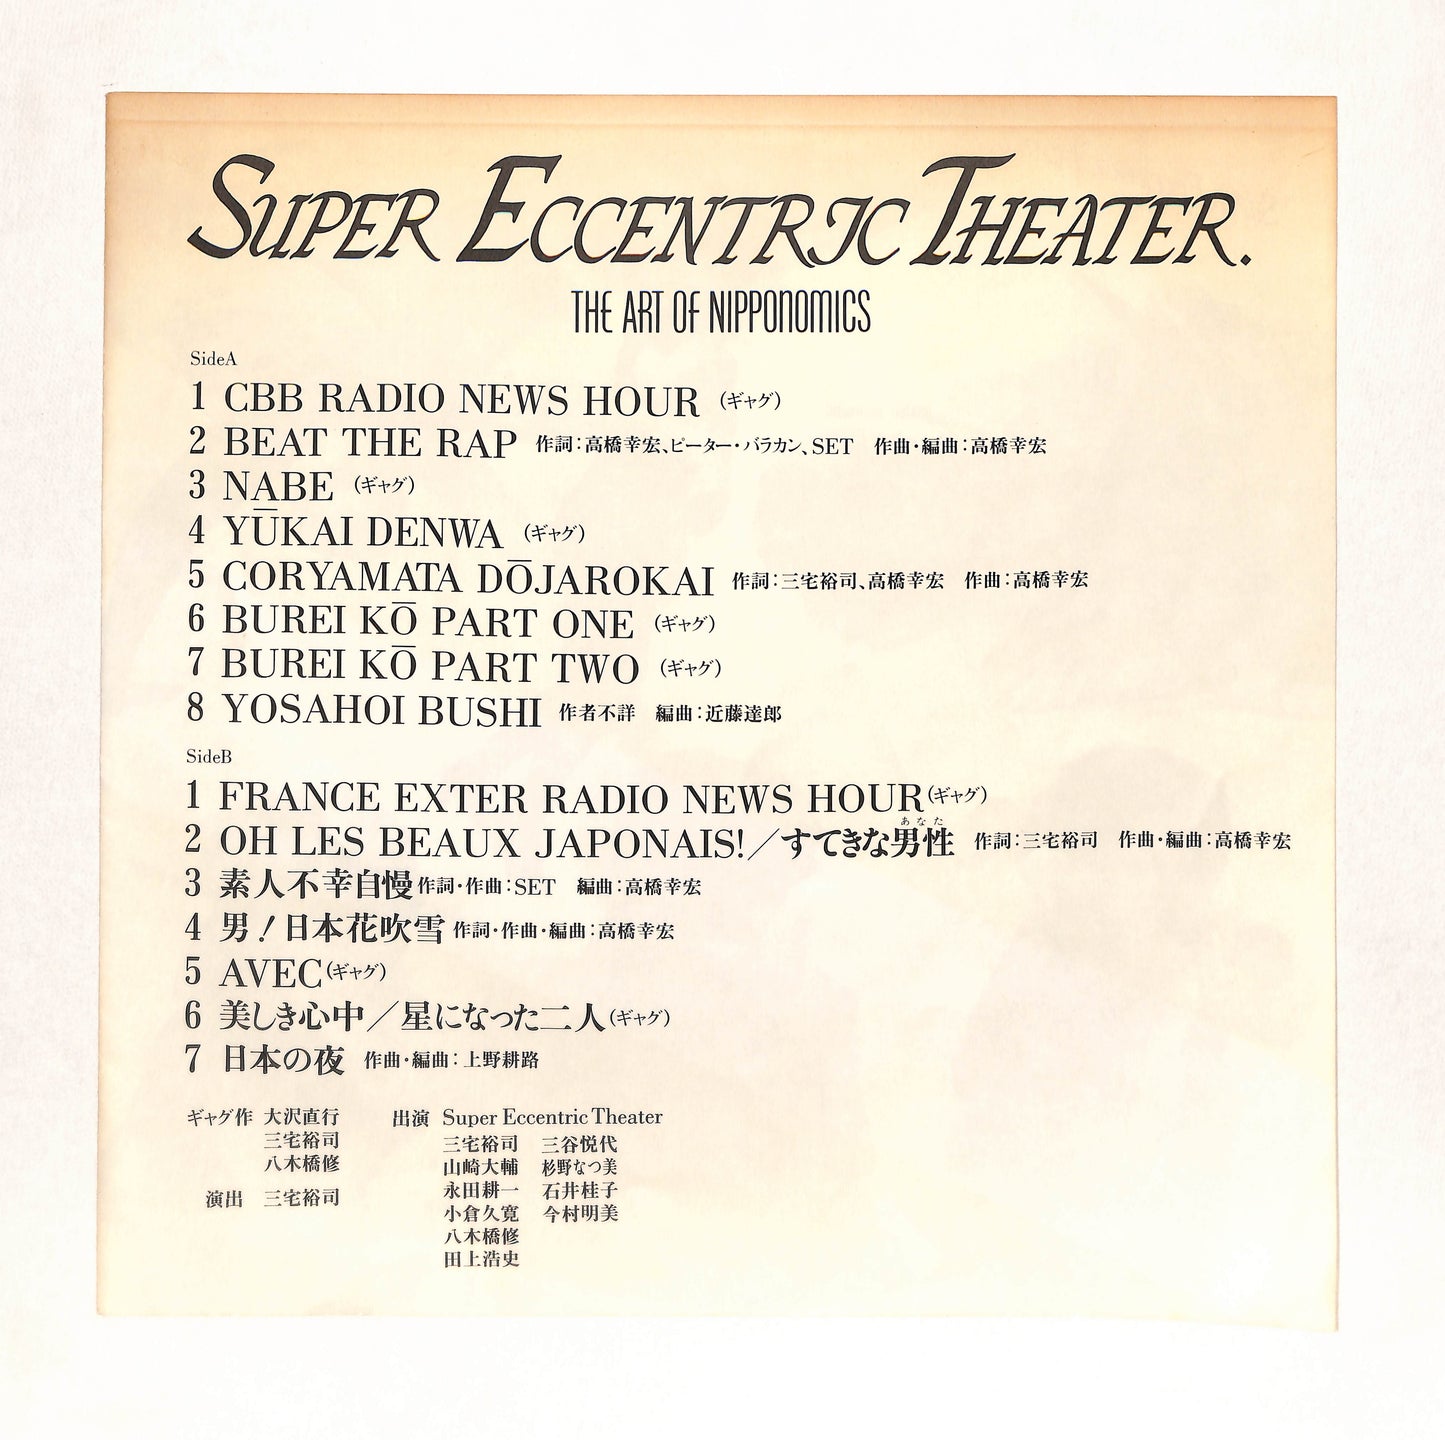 SUPER ECCENTRIC THEATER.
THE ART OF NIPPONOMICS
SideA
1 CBB RADIO NEWS HOUR (ギャグ)
2 BEAT THE RAP 作詞:高橋幸宏、ピーター・バラカン、SET 作曲・編曲:高橋幸宏
3 NABE (ギャグ)
4 YŪKAI DENWA (ギャグ)
5 CORYAMATA DŌJAROKAI 作詞:三宅裕司、高橋幸宏 作曲:高橋幸宏
6 BUREI KŌ PART ONE (ギャグ)
7 BUREI KŌ PART TWO (ギャグ)
8 YOSAHOI BUSHI 作者不詳 編曲:近藤達郎
SideB
1 FRANCE EXTER RADIO NEWS HOUR(ギャグ)
あなた
2 OH LES BEAUX JAPONAIS!/すてきな男性 作詞:三宅裕司 作曲・編曲:高橋幸宏
3 素人不幸自慢 作詞・作曲:SET 編曲:高橋幸宏
4 男!日本花吹雪 作詞・作曲・編曲:高橋幸宏
5 AVEC(ギャグ)
6 美しき心中/星になった二人(ギャグ)
7 日本の夜 作曲・編曲:上野耕路
ギャグ作 大沢直行 出演 Super Eccentric Theater
三宅裕司 三宅裕司 三谷悦代
八木橋修 山崎大輔 杉野なつ美
永田耕一 石井桂子
演出 三宅裕司 小倉久寛 今村明美
八木橋修
田上浩史